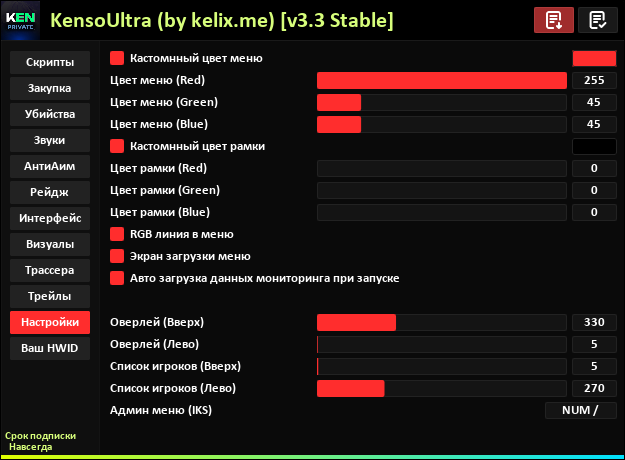 KEN
PRIVATE
KensoUltra (by kelix.me) [v3.3 Stable]
Скрипты
Закупка
Убийства
Звуки
АнтиАим
Рейдж
Интерфейс
Визуалы
Трассера
Трейлы
Настройки
Ваш HWID
Срок подписки
Навсегда
Кастомнный цвет меню
Цвет меню (Red) 255
Цвет меню (Green) 45
Цвет меню (Blue) 45
Кастомнный цвет рамки
Цвет рамки (Red) 0
Цвет рамки (Green) 0
Цвет рамки (Blue) 0
RGB линия в меню
Экран загрузки меню
Авто загрузка данных мониторинга при запуске
Оверлей (Вверх) 330
Оверлей (Лево) 5
Список игроков (Вверх) 5
Список игроков (Лево) 270
Админ меню (IKS) NUM /